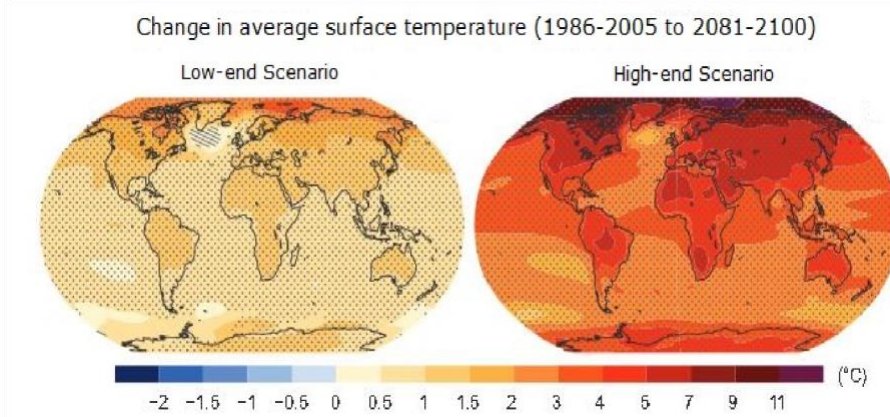 Change in average surface temperature (1986-2005 to 2081-2100)
Low-end Scenario
High-end Scenario
(°C)
-2 -1.5 -1 -0.5 0 0.5 1 1.5 2 3 4 5 7 9 11